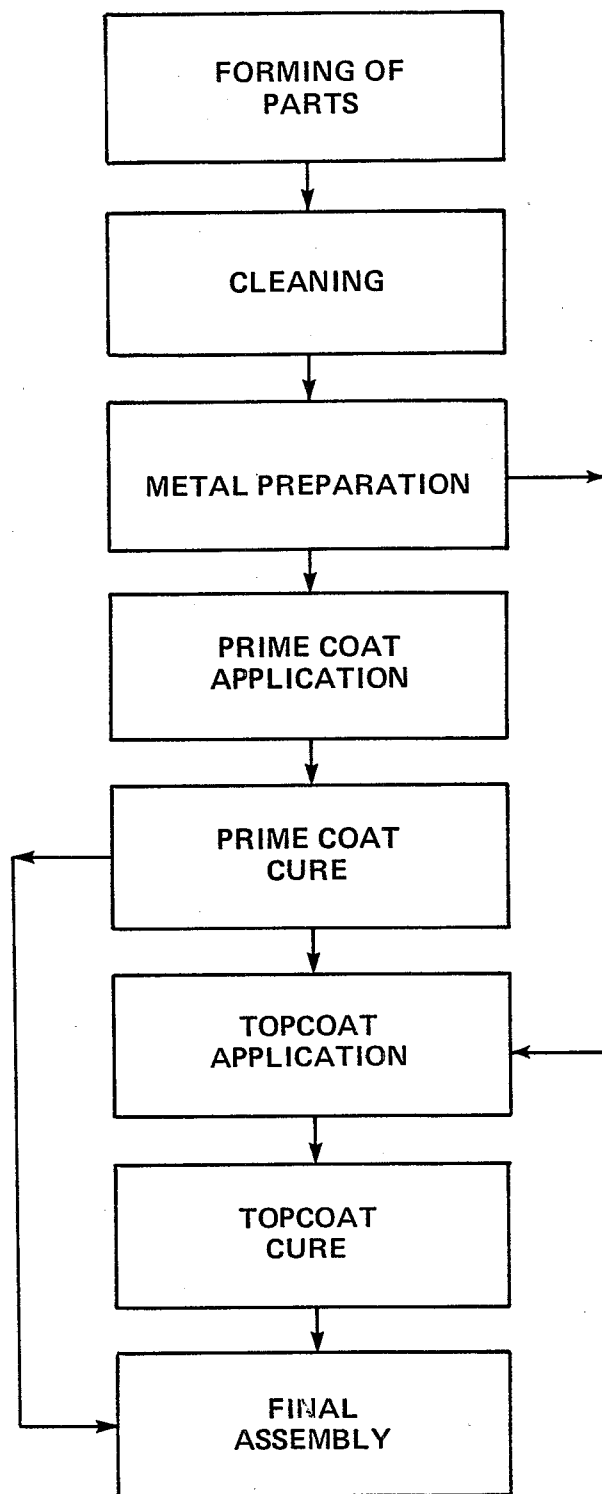 FORMING OF
PARTS
CLEANING
METAL PREPARATION
PRIME COAT
APPLICATION
PRIME COAT
CURE
TOPCOAT
APPLICATION
TOPCOAT
CURE
FINAL
ASSEMBLY